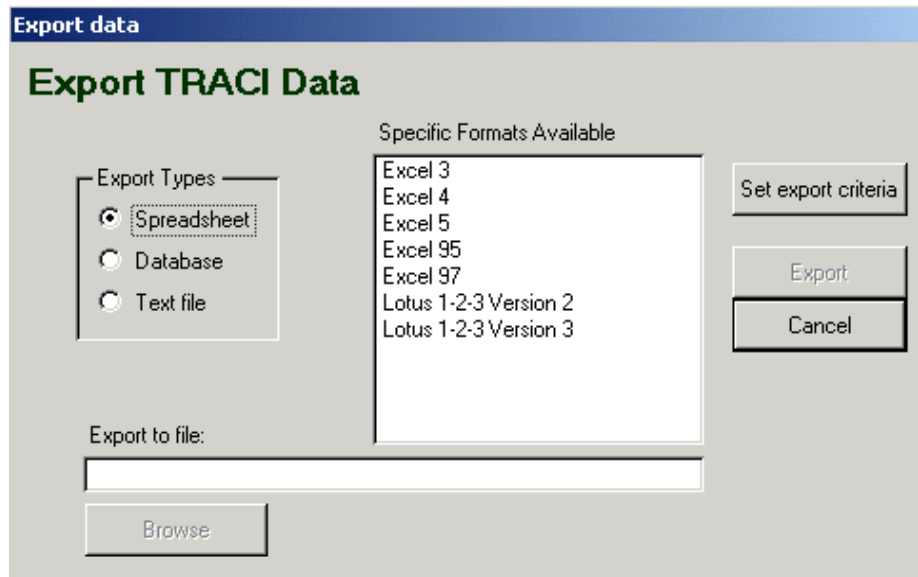 Export data
Export TRACI Data
Specific Formats Available
Export Types
Spreadsheet
Database
Text file
Excel 3
Excel 4
Excel 5
Excel 95
Excel 97
Lotus 1-2-3 Version 2
Lotus 1-2-3 Version 3
Set export criteria
Export
Cancel
Export to file:
Browse